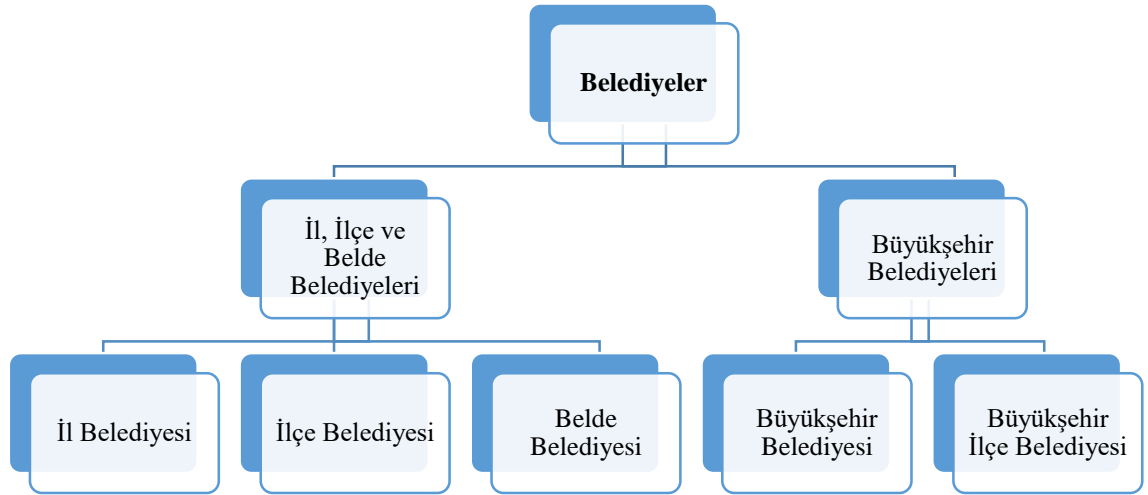 Belediyeler
İl, İlçe ve
Belde
Belediyeleri
Büyükşehir
Belediyeleri
İl Belediyesi
İlçe Belediyesi
Belde
Belediyesi
Büyükşehir
Belediyesi
Büyükşehir
İlçe Belediyesi